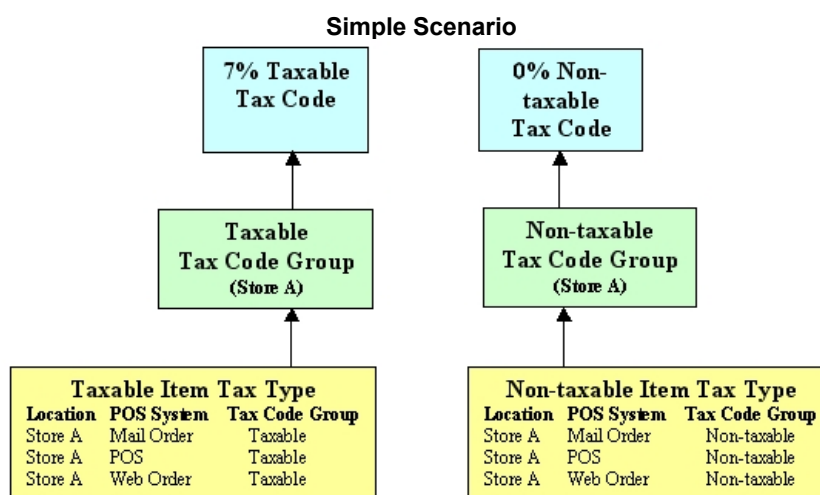 Simple Scenario
7% Taxable
Tax Code
0% Non-
taxable
Tax Code
Taxable
Tax Code Group
(Store A)
Non-taxable
Tax Code Group
(Store A)
Taxable Item Tax Type
Location POS System Tax Code Group
Store A Mail Order Taxable
Store A POS Taxable
Store A Web Order Taxable
Non-taxable Item Tax Type
Location POS System Tax Code Group
Store A Mail Order Non-taxable
Store A POS Non-taxable
Store A Web Order Non-taxable